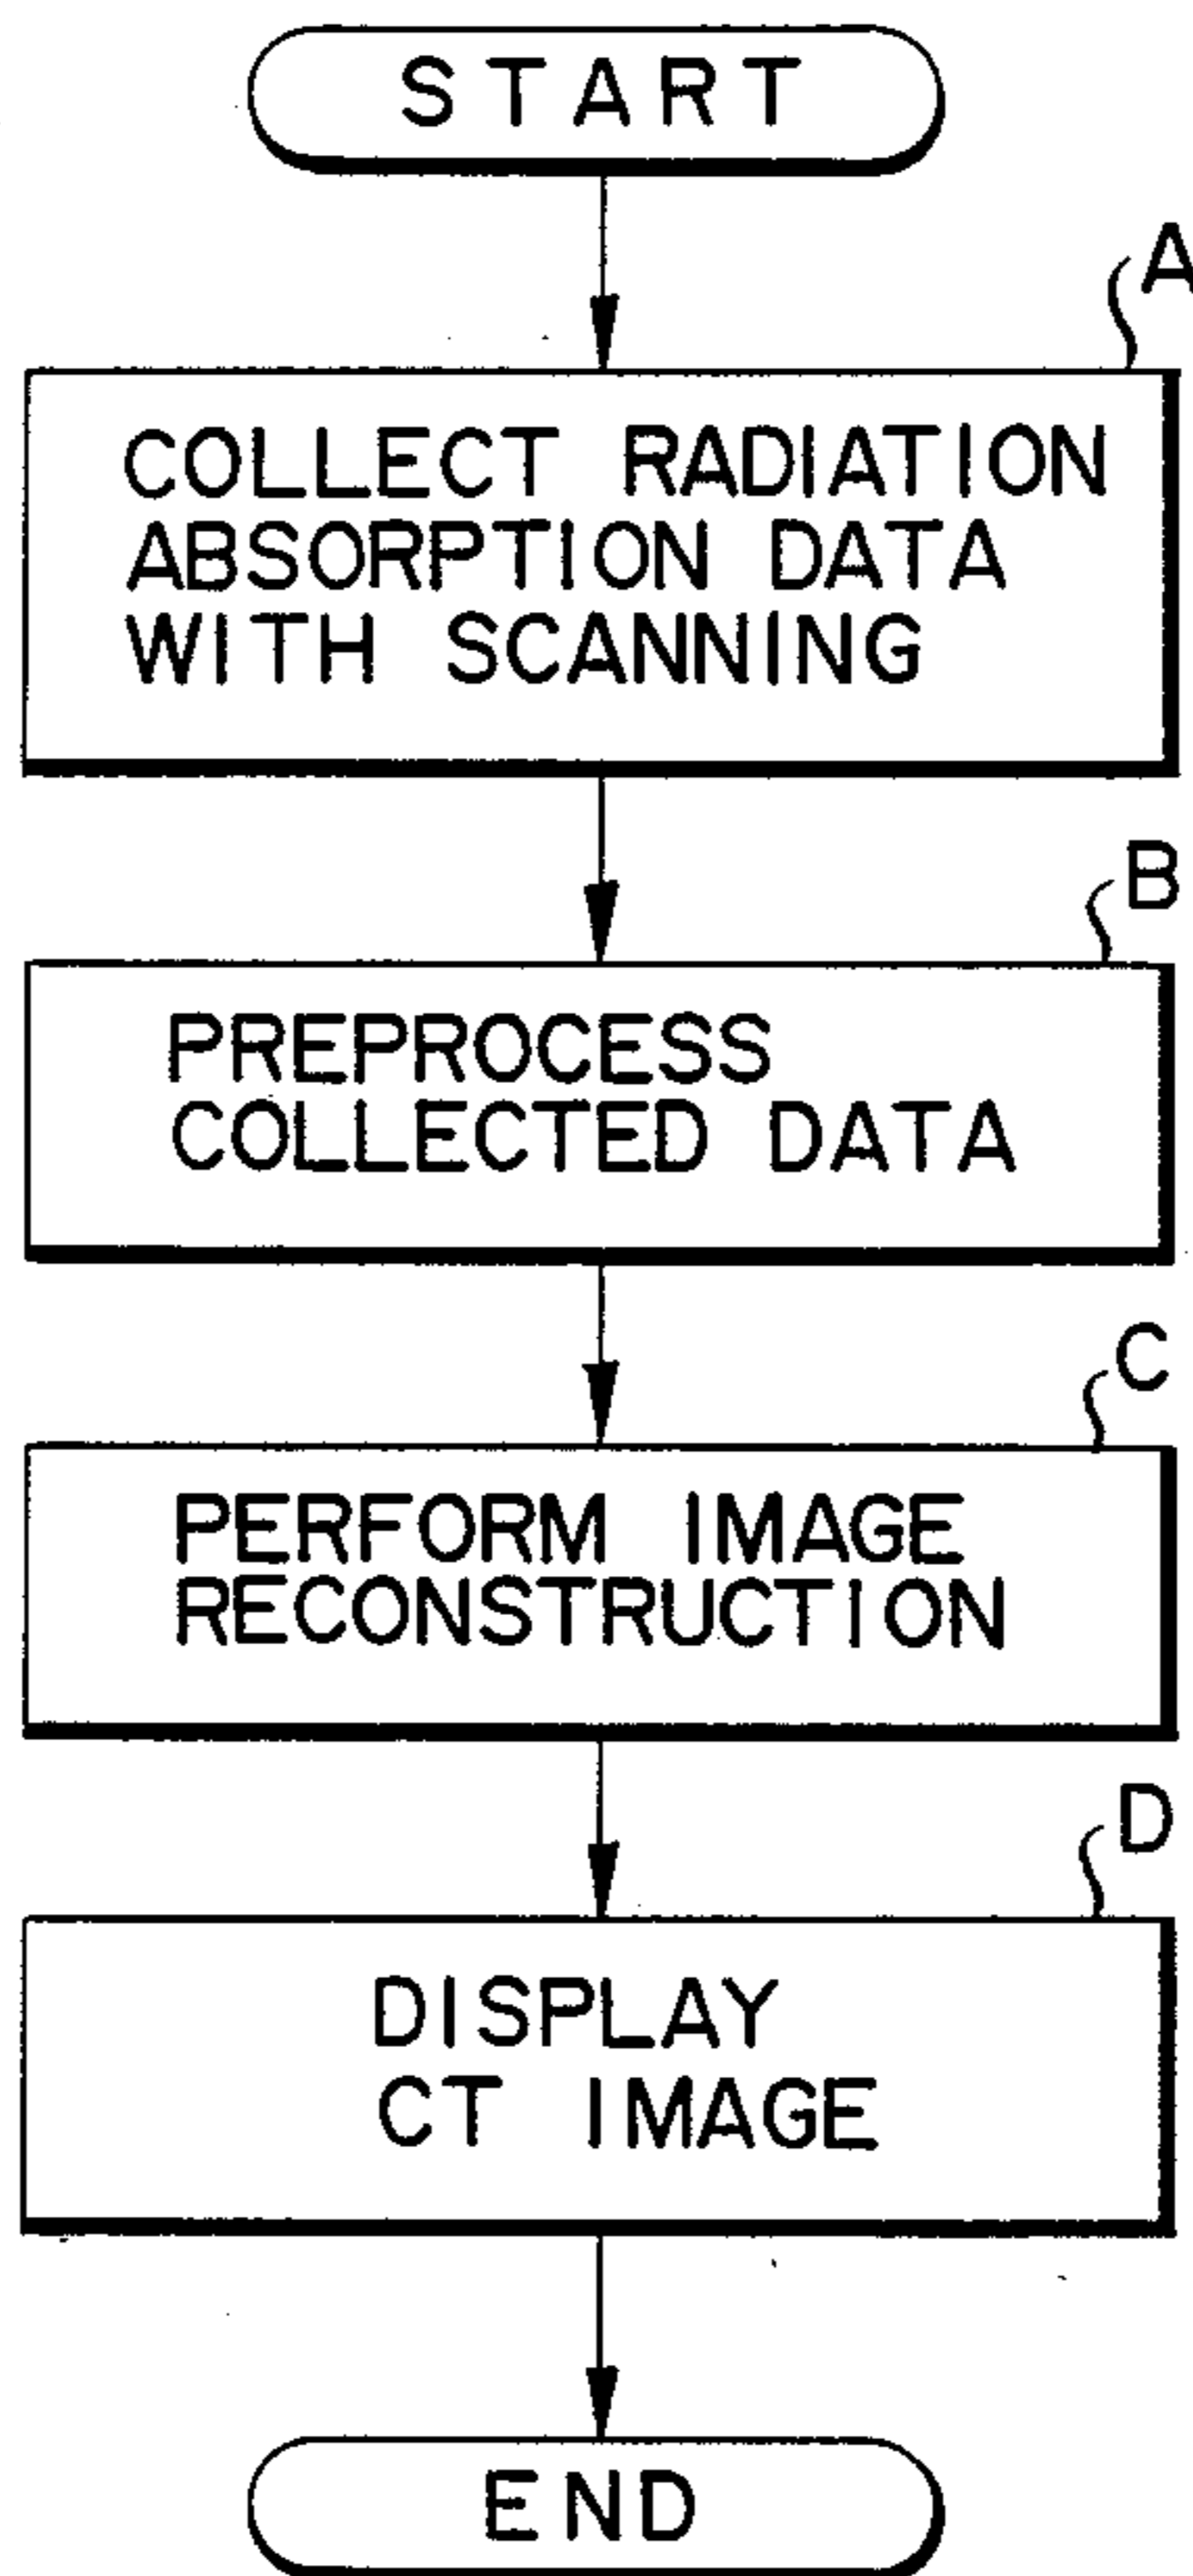 START
A
COLLECT RADIATION
ABSORPTION DATA
WITH SCANNING
B
PREPROCESS
COLLECTED DATA
C
PERFORM IMAGE
RECONSTRUCTION
D
DISPLAY
CT IMAGE
END